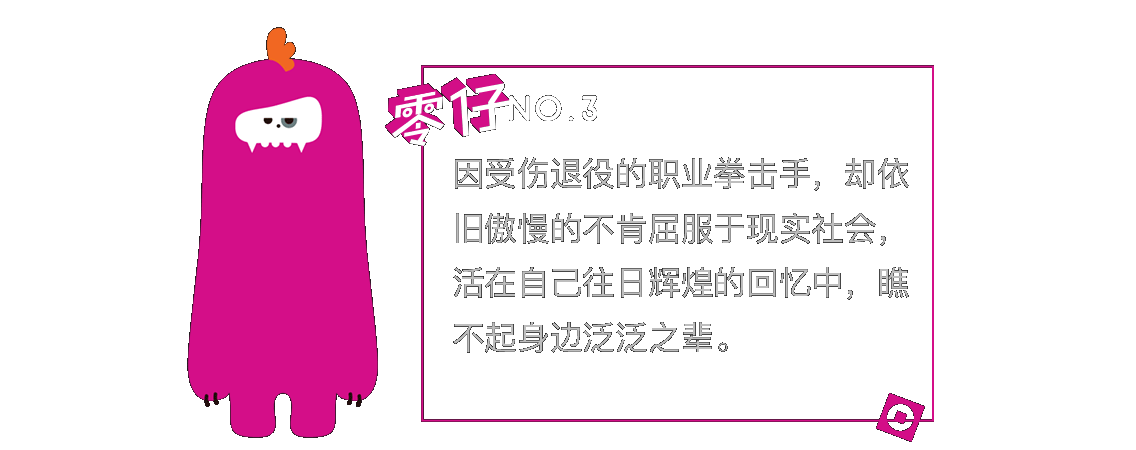 零仔 NO.3
因受伤退役的职业拳击手，却依
旧傲慢的不肯屈服于现实社会，
活在自己往日辉煌的回忆中，瞧
不起身边泛泛之辈。